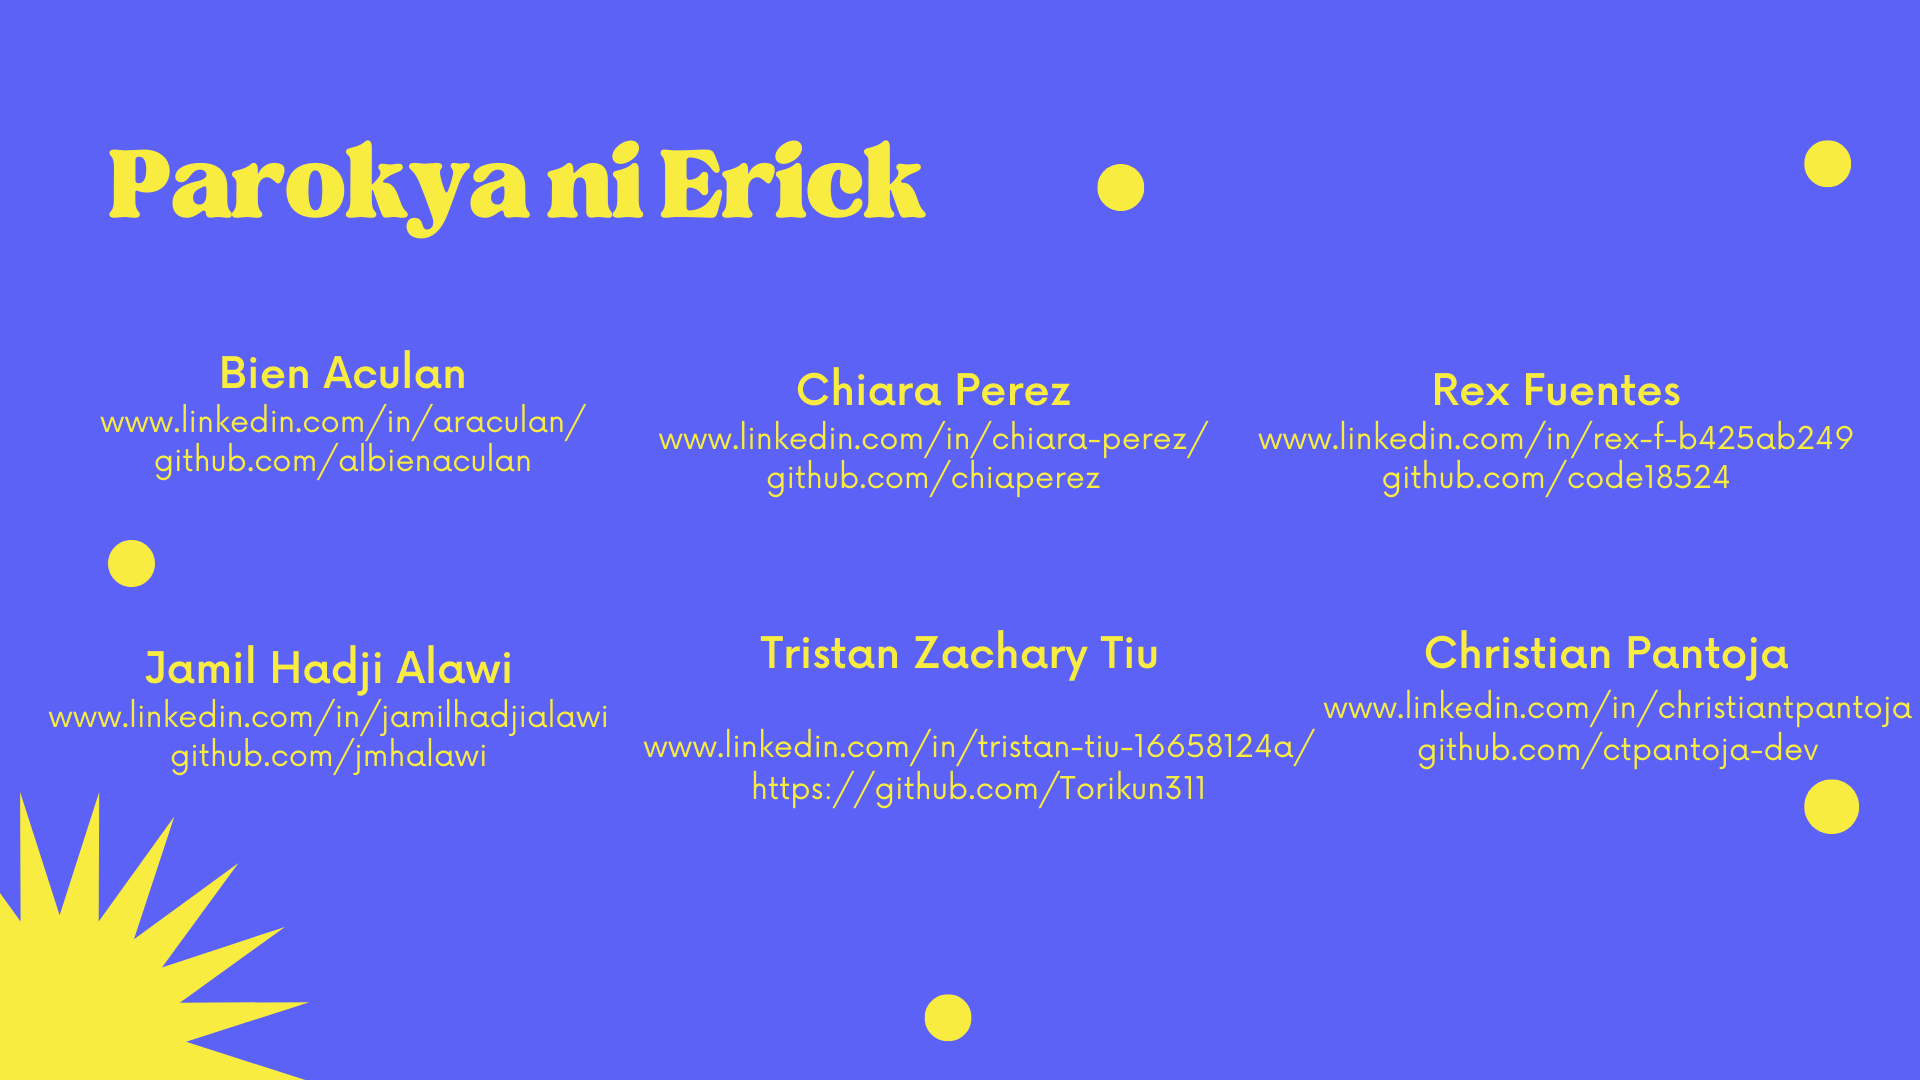 Parokya ni Erick
Bien Aculan
www.linkedin.com/in/araculan/
github.com/albienaculan
Chiara Perez
www.linkedin.com/in/chiara-perez/
github.com/chiaperez
Rex Fuentes
www.linkedin.com/in/rex-f-b425ab249
github.com/code18524
Jamil Hadji Alawi
www.linkedin.com/in/jamilhadjialawi
github.com/jmhalawi
Tristan Zachary Tiu
www.linkedin.com/in/tristan-tiu-16658124a/
https://github.com/Torikun311
Christian Pantoja
www.linkedin.com/in/christiantpantoja
github.com/ctpantoja-dev